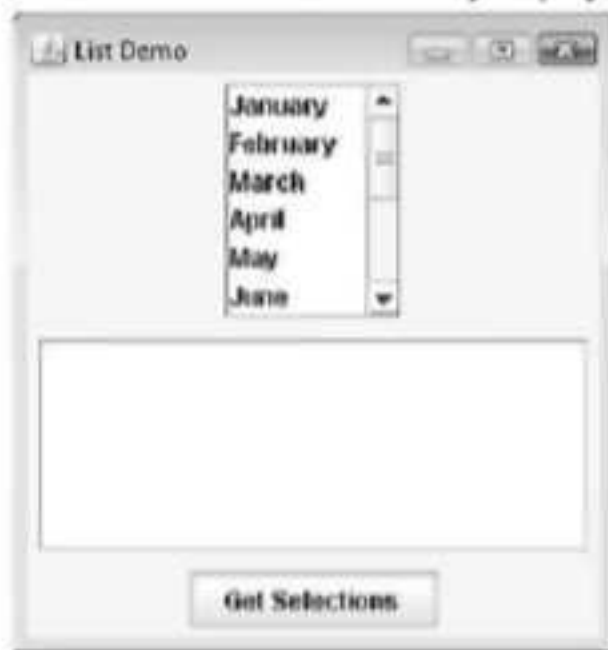 List Demo
January
February
March
April
May
June
Get Selections